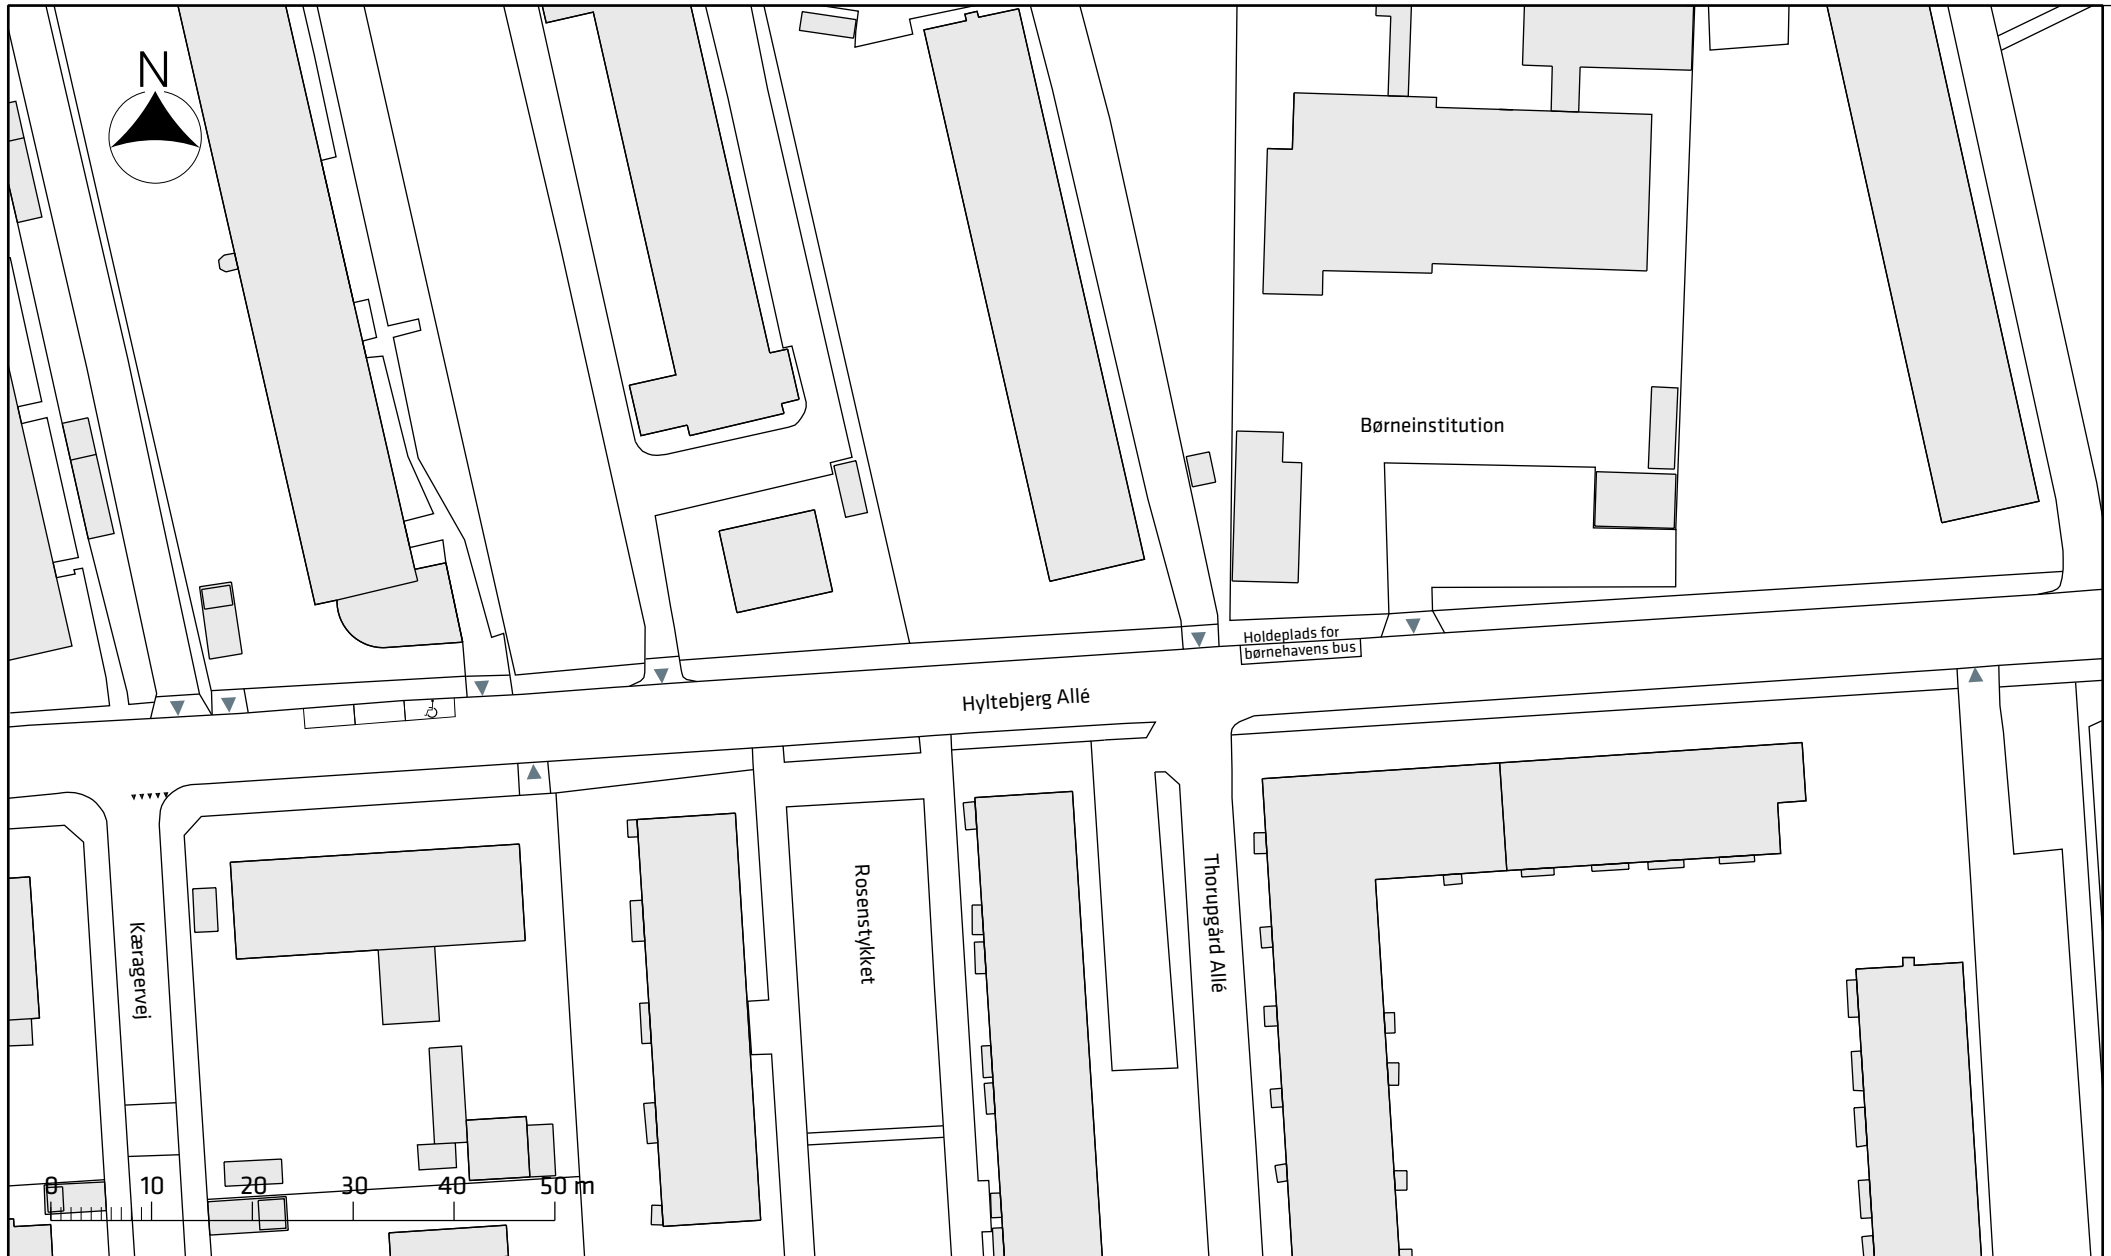 N
Børneinstitution
Holdeplads for
børnehavens bus
Hyltebjerg Allé
Rosenstykket
Thorupgård Allé
Kæragervej
0 10 20 30 40 50 m